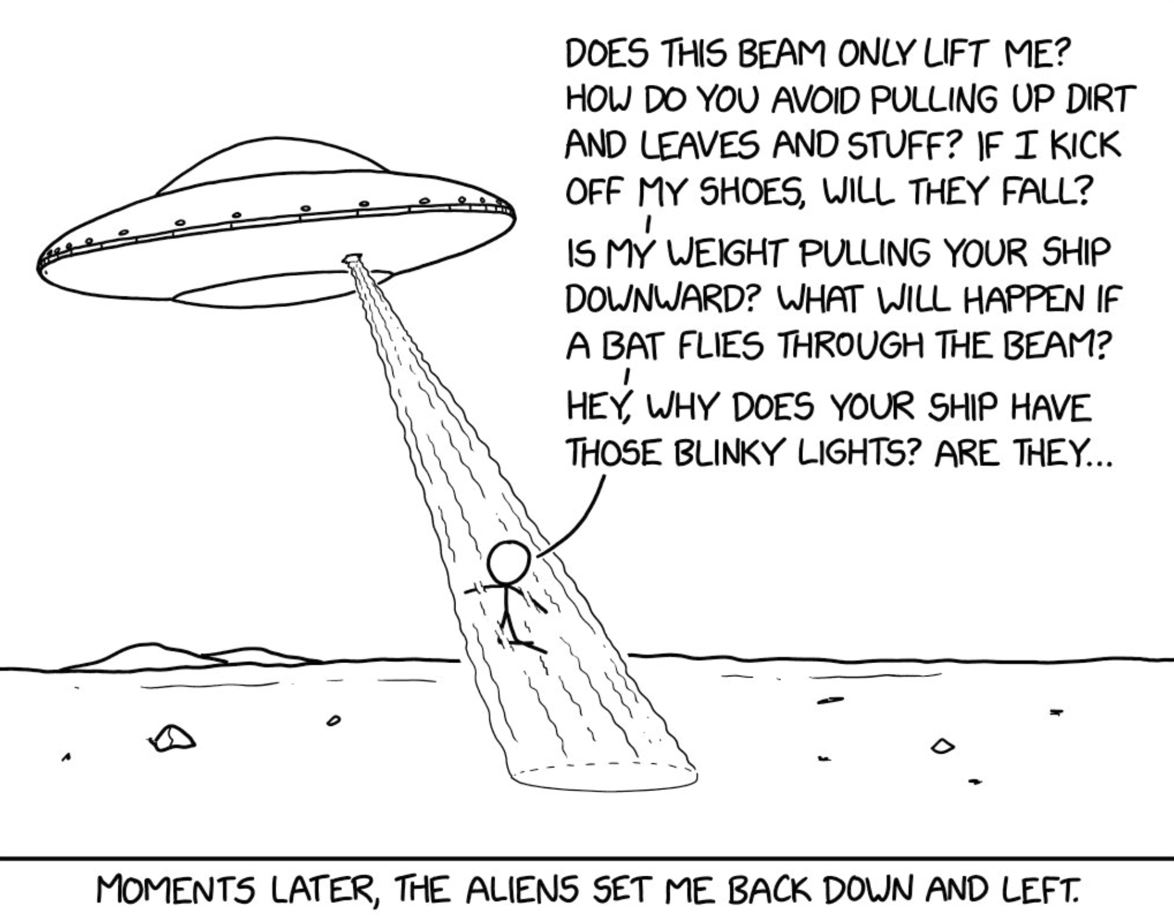 DOES THIS BEAM ONLY LIFT ME?
HOW DO YOU AVOID PULLING UP DIRT
AND LEAVES AND STUFF? IF I KICK
OFF MY SHOES, WILL THEY FALL?
IS MY WEIGHT PULLING YOUR SHIP
DOWNWARD? WHAT WILL HAPPEN IF
A BAT FLIES THROUGH THE BEAM?
HEY, WHY DOES YOUR SHIP HAVE
THOSE BLINKY LIGHTS? ARE THEY...
MOMENTS LATER, THE ALIENS SET ME BACK DOWN AND LEFT.